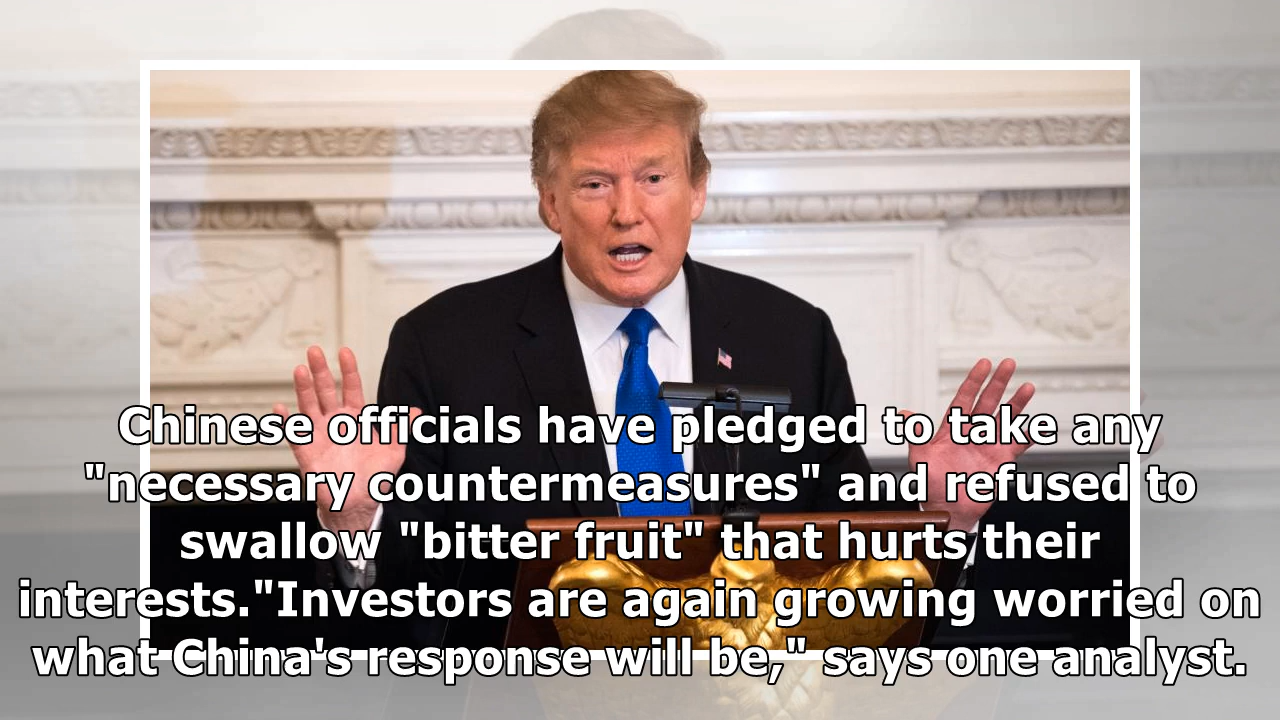 Chinese officials have pledged to take any
"necessary countermeasures" and refused to
swallow "bitter fruit" that hurts their
interests."Investors are again growing worried on
what China's response will be," says one analyst.